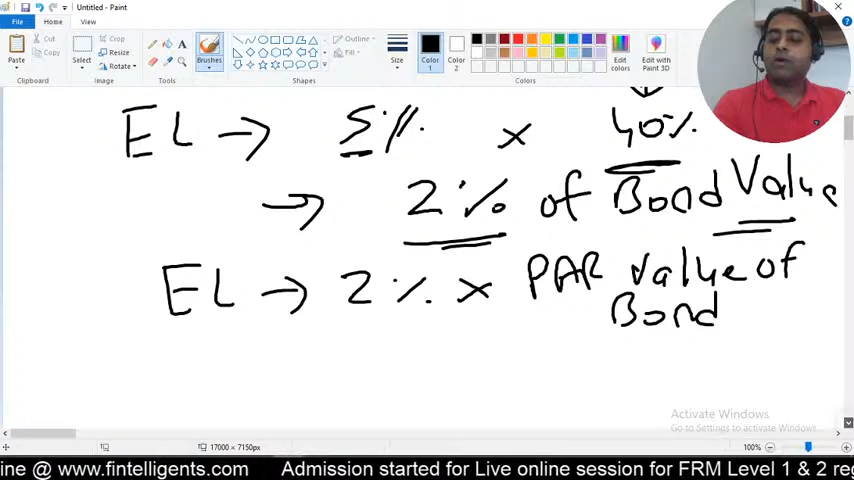 Untitled - Paint
File Home View
Cut
Copy
Paste
Crop
Resize
Rotate
Select
Brushes
Outline
Fill
Size
Color 1
Color 2
Edit colors
Edit with Paint 3D
Clipboard Image Tools Shapes Colors
EL → 5% × 40%
→ 2% of Bond Value
EL → 2% × PAR value of
Bond
Activate Windows
Go to Settings to activate Windows.
17000 × 7150px 100%
ine @ www.fintelligents.com Admission started for Live online session for FRM Level 1 & 2 reg